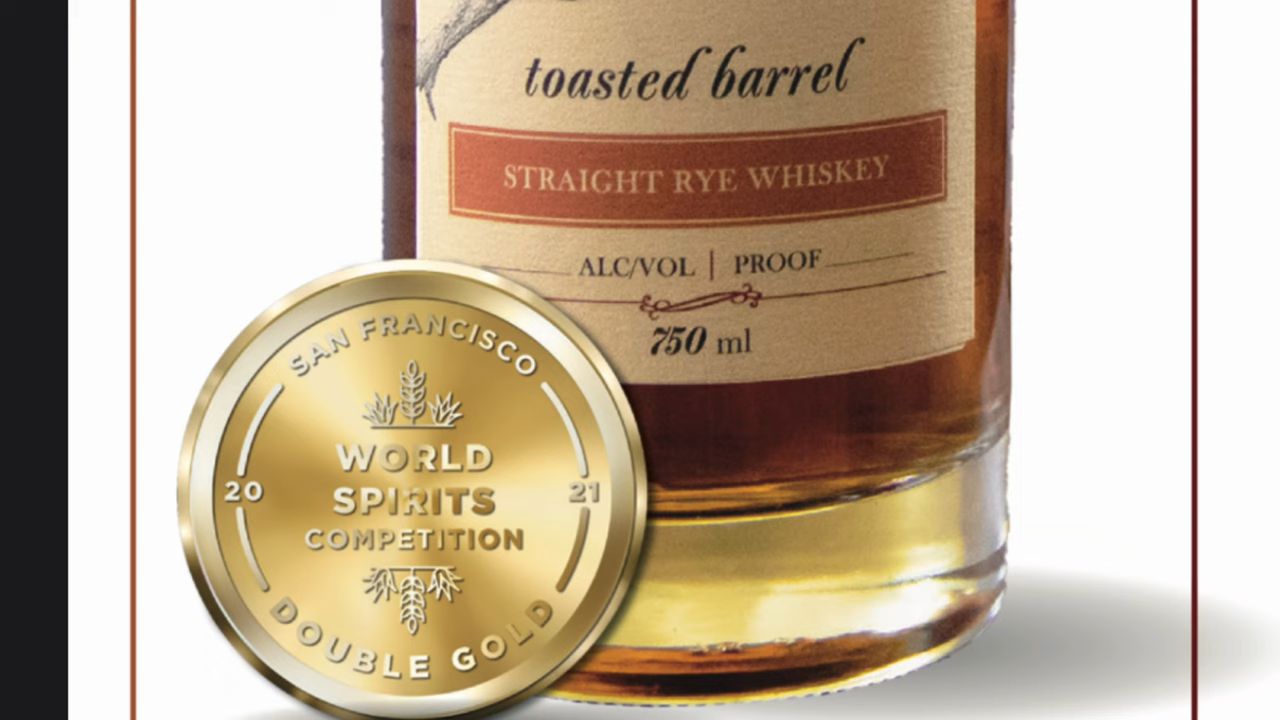 toasted barrel
STRAIGHT RYE WHISKEY
ALC/VOL | PROOF
750 ml
SAN FRANCISCO
WORLD
SPIRITS
COMPETITION
20 21
DOUBLE GOLD